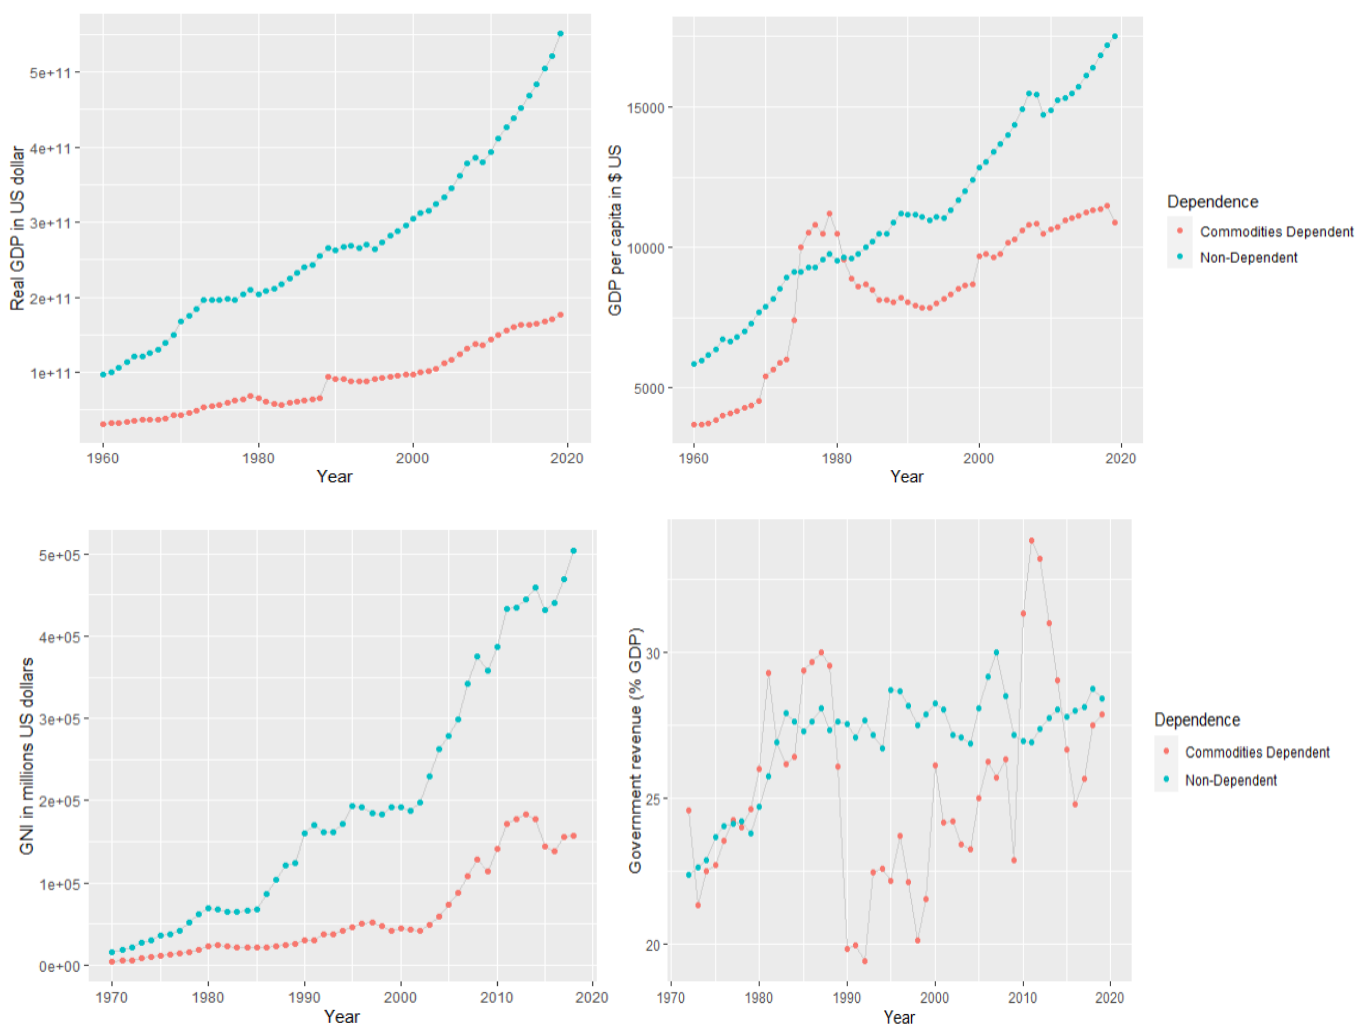 Real GDP in US dollar
5e+11
4e+11
3e+11
2e+11
1e+11
1960
1980
2000
2020
Year
GDP per capita in $ US
15000
10000
5000
1960
1980
2000
2020
Year
Dependence
Commodities Dependent
Non-Dependent
GNI in millions US dollars
5e+05
4e+05
3e+05
2e+05
1e+05
0e+00
1970
1980
1990
2000
2010
2020
Year
Government revenue (% GDP)
30
25
20
1970
1980
1990
2000
2010
2020
Year
Dependence
Commodities Dependent
Non-Dependent